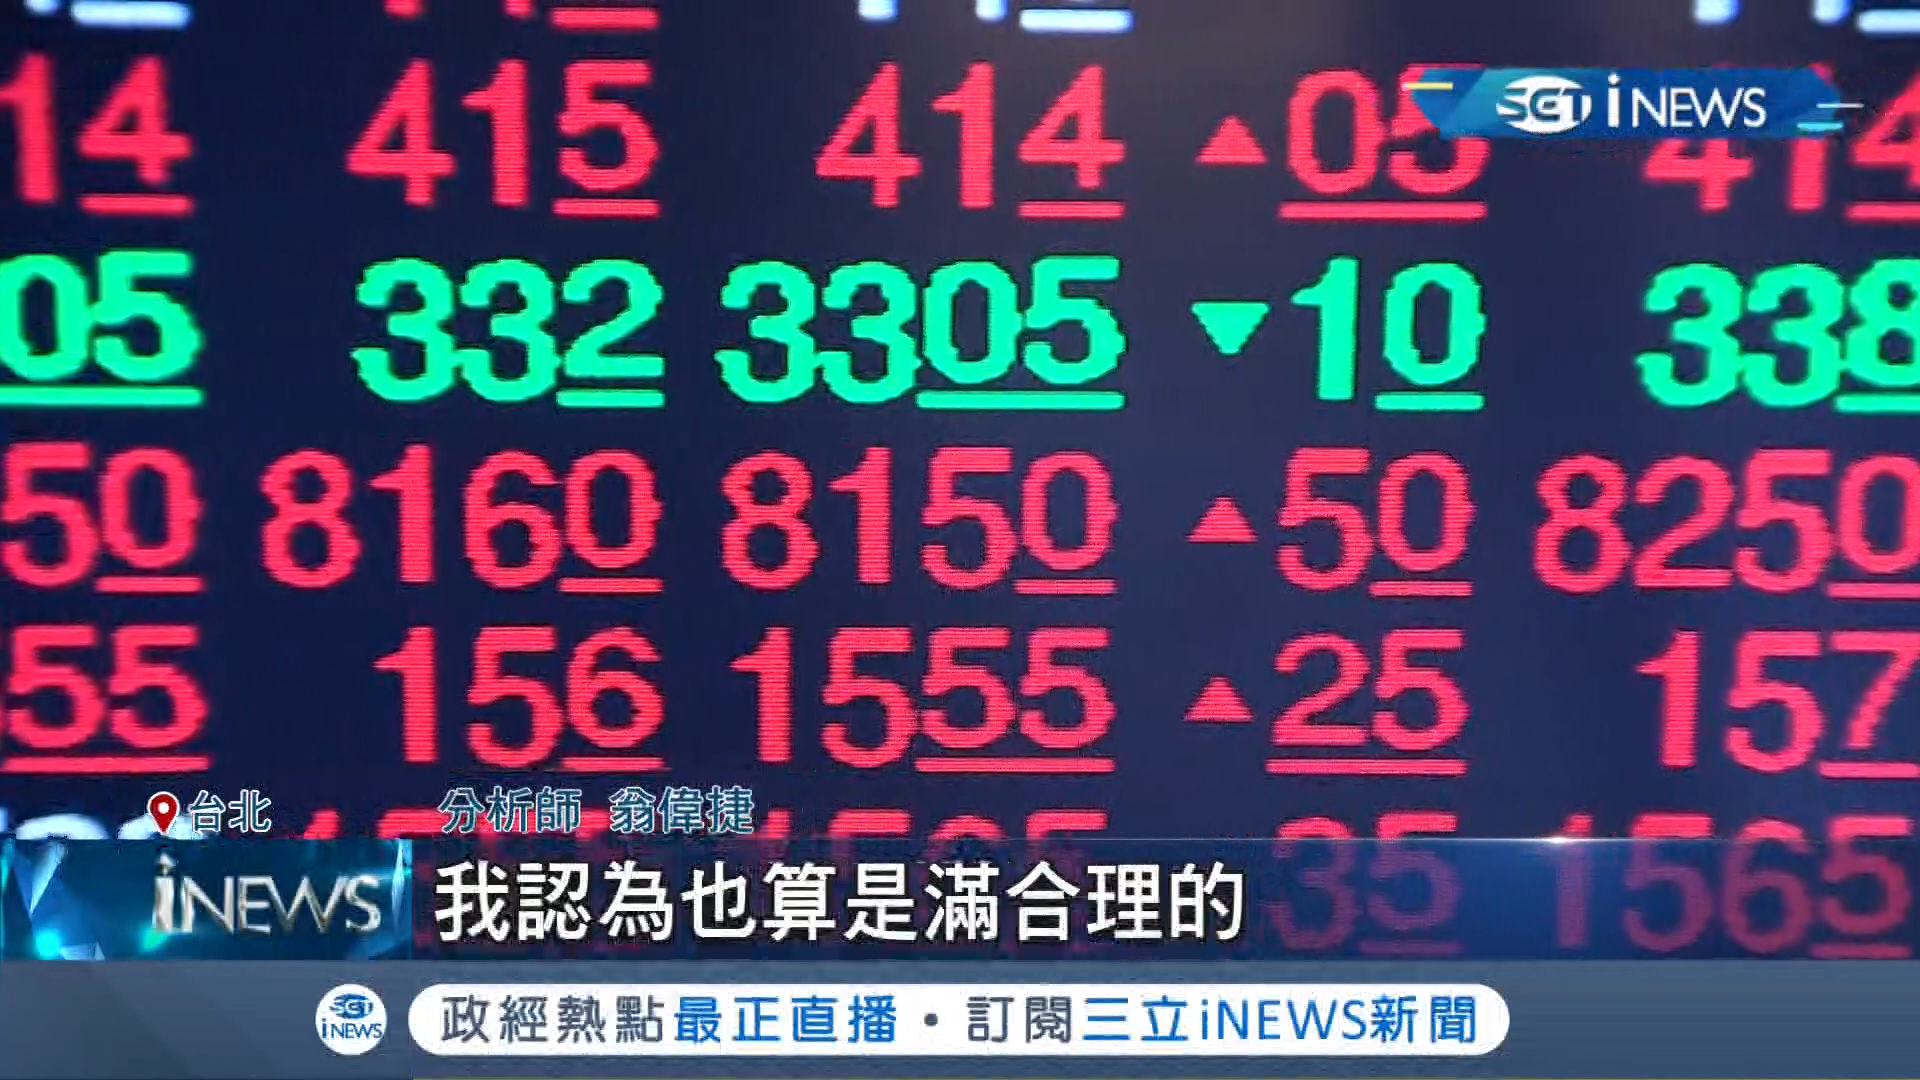 14 415 414 ▲05 414
SET iNEWS
05 332 3305 ▼10 338
50 8160 8150 ▲50 8250
55 156 1555 ▲25 157
台北
分析師 翁偉捷
35 1565
iNEWS
我認為也算是滿合理的
SET iNEWS
政經熱點最正直播・訂閱三立iNEWS新聞